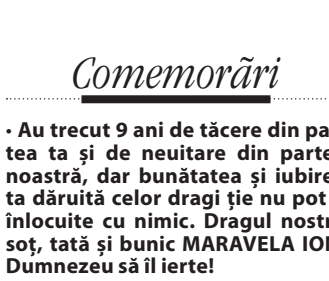 Comemorãri
• Au trecut 9 ani de tăcere din pa
tea ta și de neuitare din parte
noastră, dar bunătatea și iubire
ta dăruită celor dragi ție nu pot
înlocuite cu nimic. Dragul nostr
soț, tată și bunic MARAVELA IO
Dumnezeu să îl ierte!